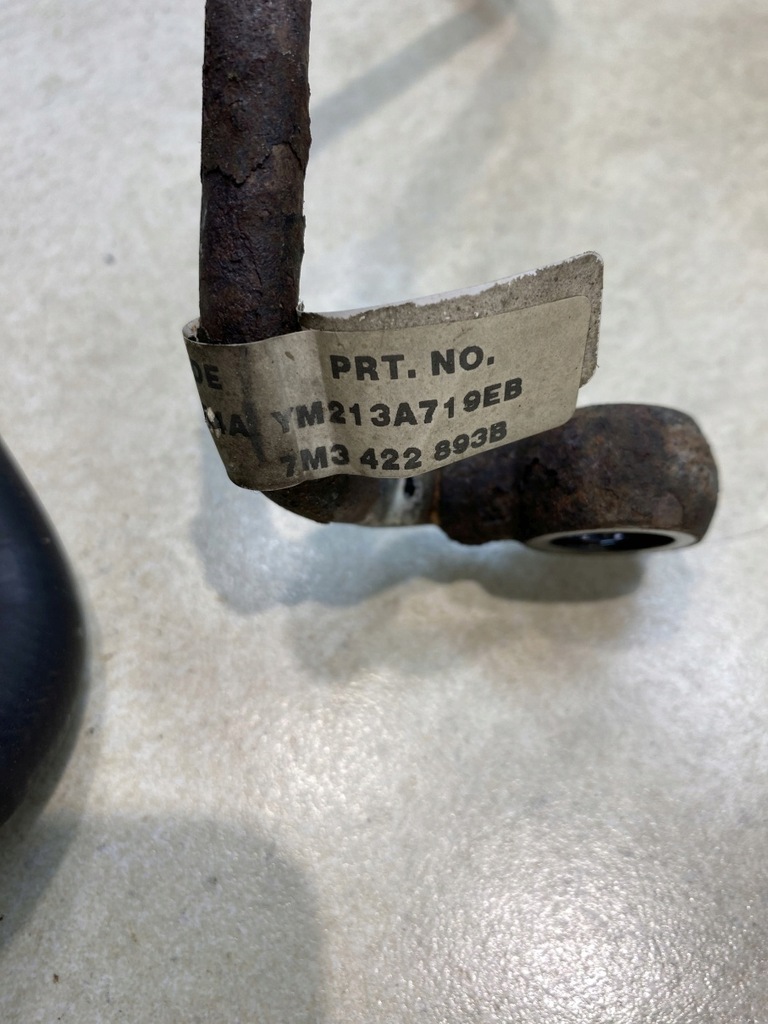 DE PRT. NO.
YM213A719EB
7M3 422 893B